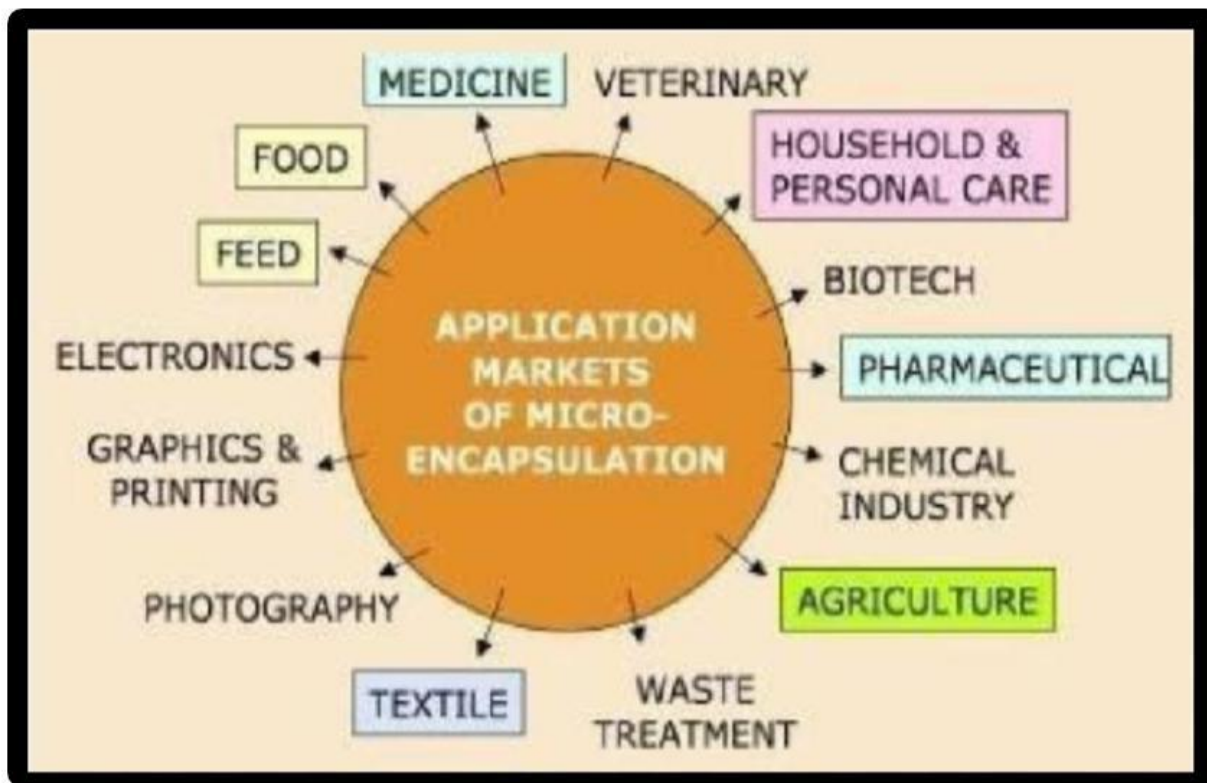 MEDICINE
VETERINARY
HOUSEHOLD &
PERSONAL CARE
FOOD
FEED
BIOTECH
ELECTRONICS
APPLICATION
MARKETS
OF MICRO-
ENCAPSULATION
PHARMACEUTICAL
GRAPHICS &
PRINTING
CHEMICAL
INDUSTRY
PHOTOGRAPHY
AGRICULTURE
TEXTILE
WASTE
TREATMENT